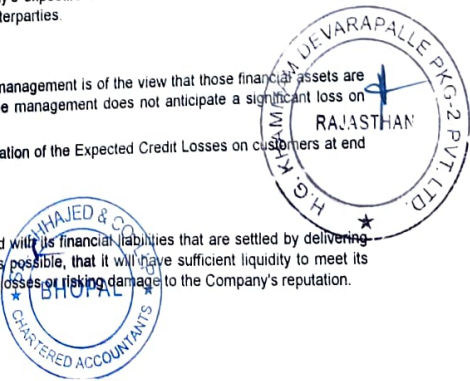 terparties.
management is of the view that those financial assets are
e management does not anticipate a significant loss on
ation of the Expected Credit Losses on customers at end
H.G. KHAMMAM DEVARAPALLE PKG-2 PVT. LTD.
RAJASTHAN
d with its financial liabilities that are settled by delivering
s possible, that it will have sufficient liquidity to meet its
losses or risking damage to the Company's reputation.
HHAJED & CO
BHOPAL
CHARTERED ACCOUNTANTS